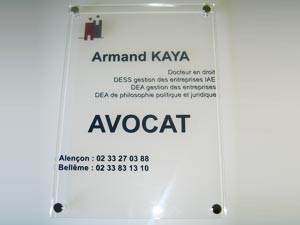 Armand KAYA
Docteur en droit
DESS gestion des entreprises IAE
DEA gestion des entreprises
DEA de philosophie politique et juridique
AVOCAT
Alençon : 02 33 27 03 88
Bellême : 02 33 83 13 10